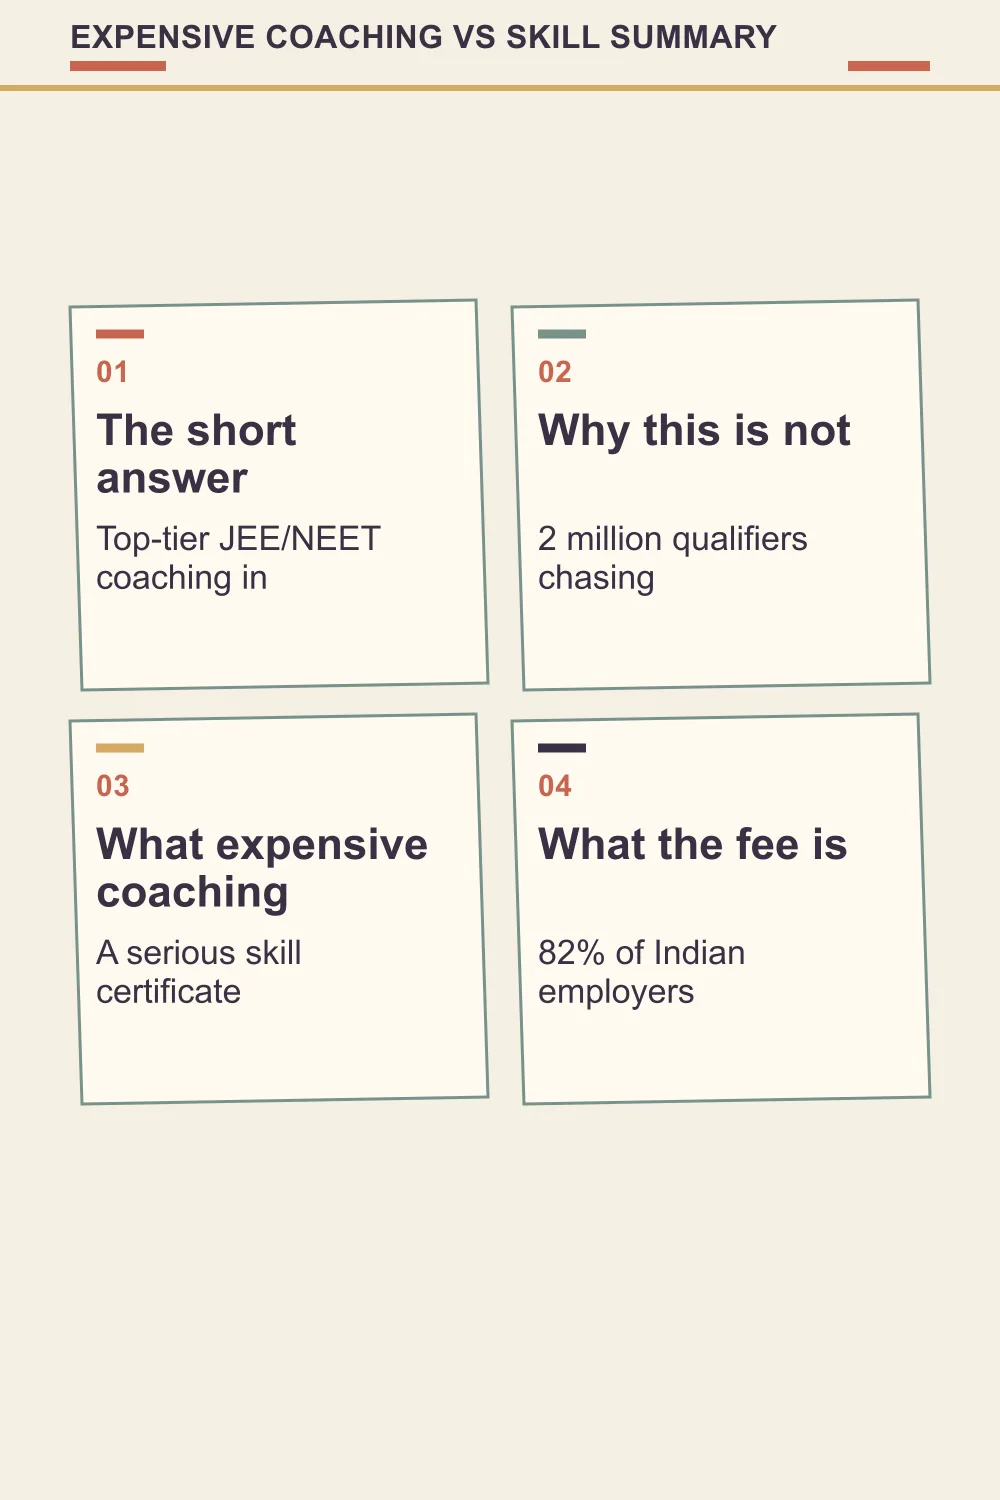 EXPENSIVE COACHING VS SKILL SUMMARY
01
The short
answer
Top-tier JEE/NEET
coaching in
02
Why this is not
2 million qualifiers
chasing
03
What expensive
coaching
A serious skill
certificate
04
What the fee is
82% of Indian
employers